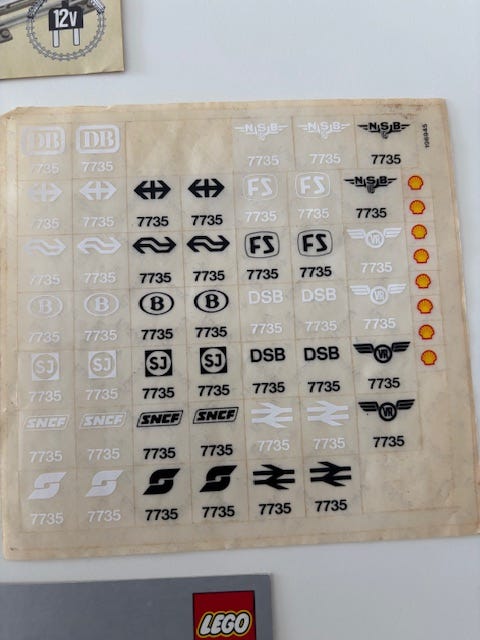 12v
DB DB NSB NSB NSB
7735 7735 7735 7735 7735
106945
FS FS NSB
7735 7735 7735 7735 7735 7735 7735
FS FS VR
7735 7735 7735 7735 7735 7735 7735
B B B B DSB DSB VR
7735 7735 7735 7735 7735 7735 7735
SJ SJ SJ SJ DSB DSB VR
7735 7735 7735 7735 7735 7735 7735
SNCF SNCF SNCF SNCF VR
7735 7735 7735 7735 7735 7735 7735
7735 7735 7735 7735 7735 7735
LEGO